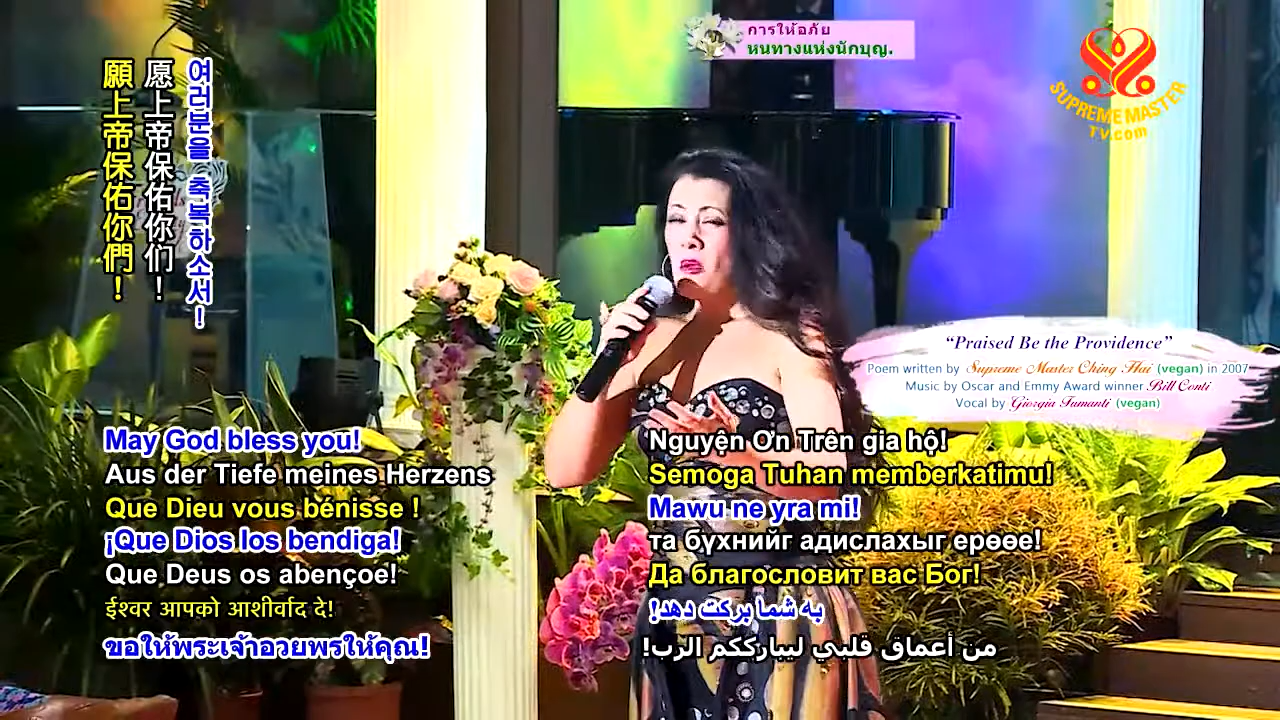 การให้อภัย
หนทางแห่งนักบุญ.
SUPREME MASTER
TV.com
願上帝保佑你們！
愿上帝保佑你们！
여러분을 축복하소서!
“Praised Be the Providence”
Poem written by Supreme Master Ching Hai (vegan) in 2007
Music by Oscar and Emmy Award winner Bill Conti
Vocal by Giorgia Fumanti (vegan)
May God bless you!
Aus der Tiefe meines Herzens
Que Dieu vous bénisse !
¡Que Dios los bendiga!
Que Deus os abençoe!
ईश्वर आपको आशीर्वाद दे!
ขอให้พระเจ้าอวยพรให้คุณ!
Nguyện Ơn Trên gia hộ!
Semoga Tuhan memberkatimu!
Mawu ne yra mi!
та бүхнийг адислахыг ерөөе!
Да благословит вас Бог!
به شما برکت دهد!
من أعماق قلبي ليبارككم الرب!